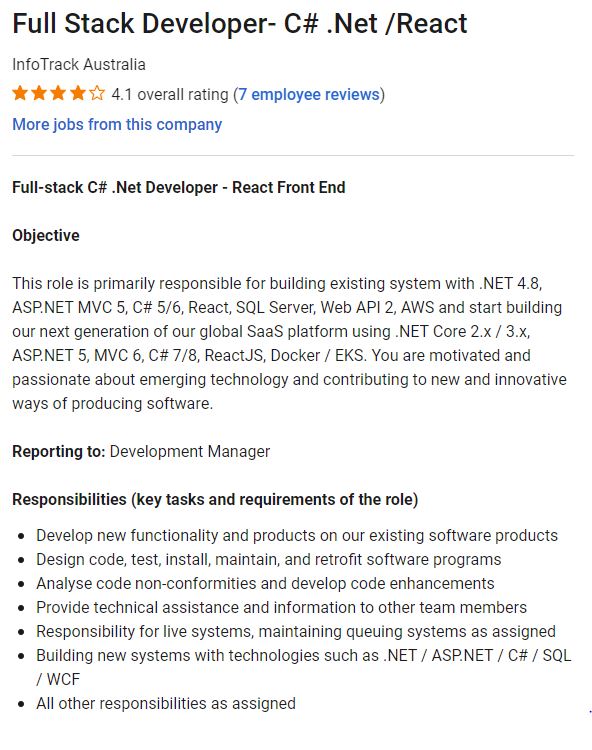 Full Stack Developer- C# .Net /React
InfoTrack Australia
4.1 overall rating (7 employee reviews)
More jobs from this company
Full-stack C# .Net Developer - React Front End
Objective
This role is primarily responsible for building existing system with .NET 4.8,
ASP.NET MVC 5, C# 5/6, React, SQL Server, Web API 2, AWS and start building
our next generation of our global SaaS platform using .NET Core 2.x / 3.x,
ASP.NET 5, MVC 6, C# 7/8, ReactJS, Docker / EKS. You are motivated and
passionate about emerging technology and contributing to new and innovative
ways of producing software.
Reporting to: Development Manager
Responsibilities (key tasks and requirements of the role)
• Develop new functionality and products on our existing software products
• Design code, test, install, maintain, and retrofit software programs
• Analyse code non-conformities and develop code enhancements
• Provide technical assistance and information to other team members
• Responsibility for live systems, maintaining queuing systems as assigned
• Building new systems with technologies such as .NET / ASP.NET / C# / SQL
/ WCF
• All other responsibilities as assigned